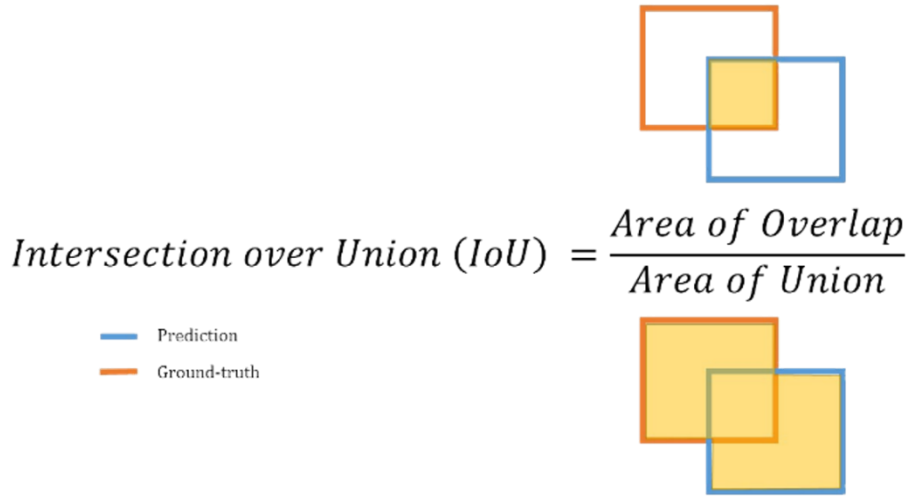 Intersection over Union (IoU) = Area of Overlap
Area of Union
Prediction
Ground-truth